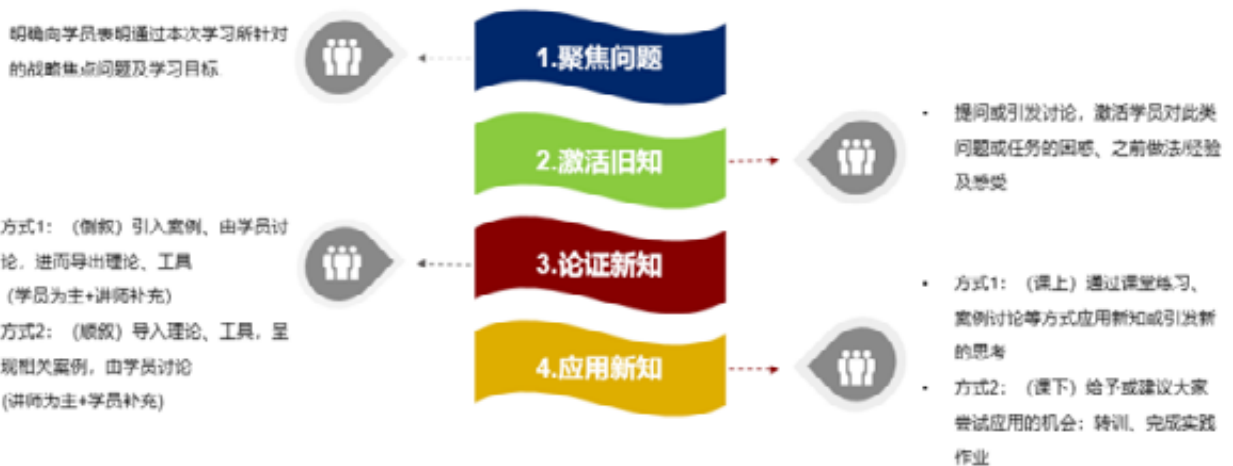 明确向学员表明通过本次学习所针对
的战略焦点问题及学习目标
1.聚焦问题
2.激活旧知
• 提问或引发讨论，激活学员对此类
问题或任务的困惑、之前做法/经验
及感受
方式1：（倒叙）引入案例、由学员讨
论，进而导出理论、工具
（学员为主+讲师补充）
方式2：（顺叙）导入理论、工具，呈
现相关案例，由学员讨论
(讲师为主+学员补充)
3.论证新知
4.应用新知
• 方式1：（课上）通过课堂练习、
案例讨论等方式应用新知或引发新
的思考
• 方式2：（课下）给予或建议大家
尝试应用的机会：转训、完成实践
作业